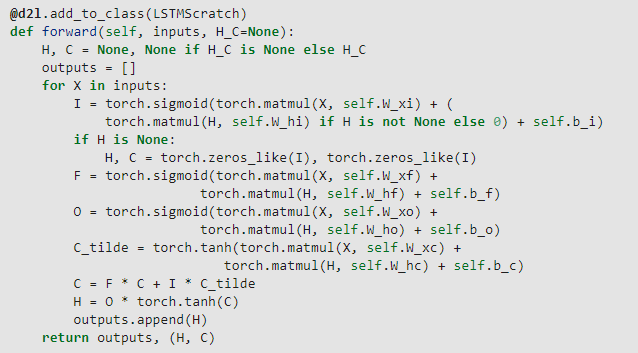 @d2l.add_to_class(LSTMScratch)
def forward(self, inputs, H_C=None):
    H, C = None, None if H_C is None else H_C
    outputs = []
    for X in inputs:
        I = torch.sigmoid(torch.matmul(X, self.W_xi) + (
            torch.matmul(H, self.W_hi) if H is not None else 0) + self.b_i)
        if H is None:
            H, C = torch.zeros_like(I), torch.zeros_like(I)
        F = torch.sigmoid(torch.matmul(X, self.W_xf) +
                          torch.matmul(H, self.W_hf) + self.b_f)
        O = torch.sigmoid(torch.matmul(X, self.W_xo) +
                          torch.matmul(H, self.W_ho) + self.b_o)
        C_tilde = torch.tanh(torch.matmul(X, self.W_xc) +
                             torch.matmul(H, self.W_hc) + self.b_c)
        C = F * C + I * C_tilde
        H = O * torch.tanh(C)
        outputs.append(H)
    return outputs, (H, C)